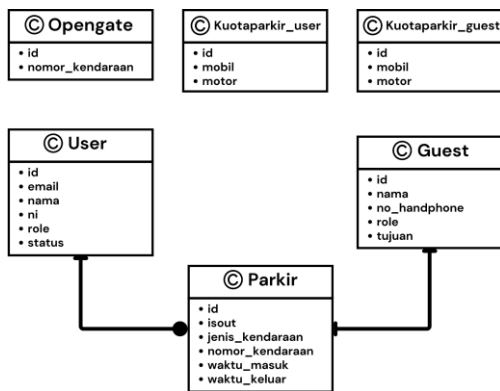 © Opengate
• id
• nomor_kendaraan
© Kuotaparkir_user
• id
• mobil
• motor
© Kuotaparkir_guest
• id
• mobil
• motor
© User
• id
• email
• nama
• ni
• role
• status
© Guest
• id
• nama
• no_handphone
• role
• tujuan
© Parkir
• id
• isout
• jenis_kendaraan
• nomor_kendaraan
• waktu_masuk
• waktu_keluar